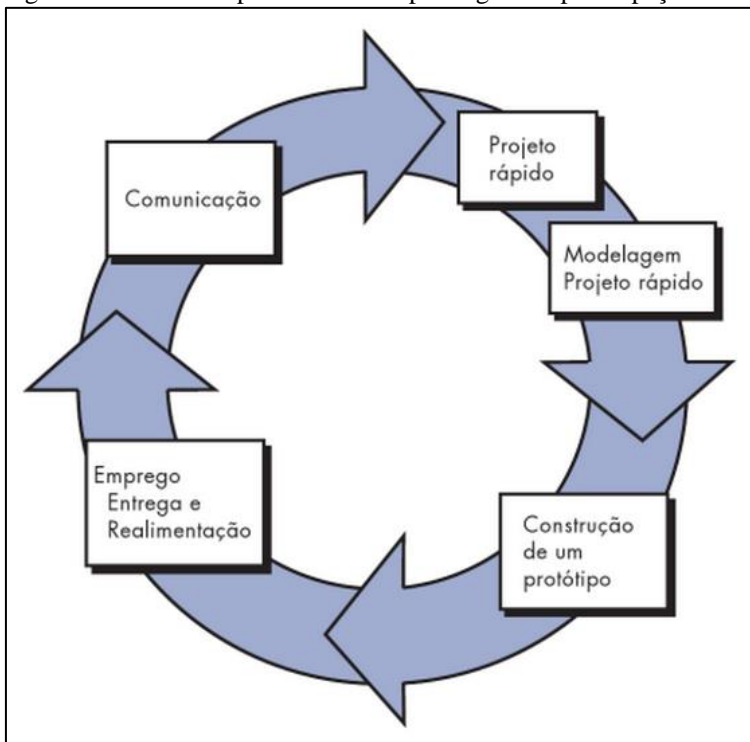 Comunicação
Projeto
rápido
Modelagem
Projeto rápido
Construção
de um
protótipo
Emprego
Entrega e
Realimentação